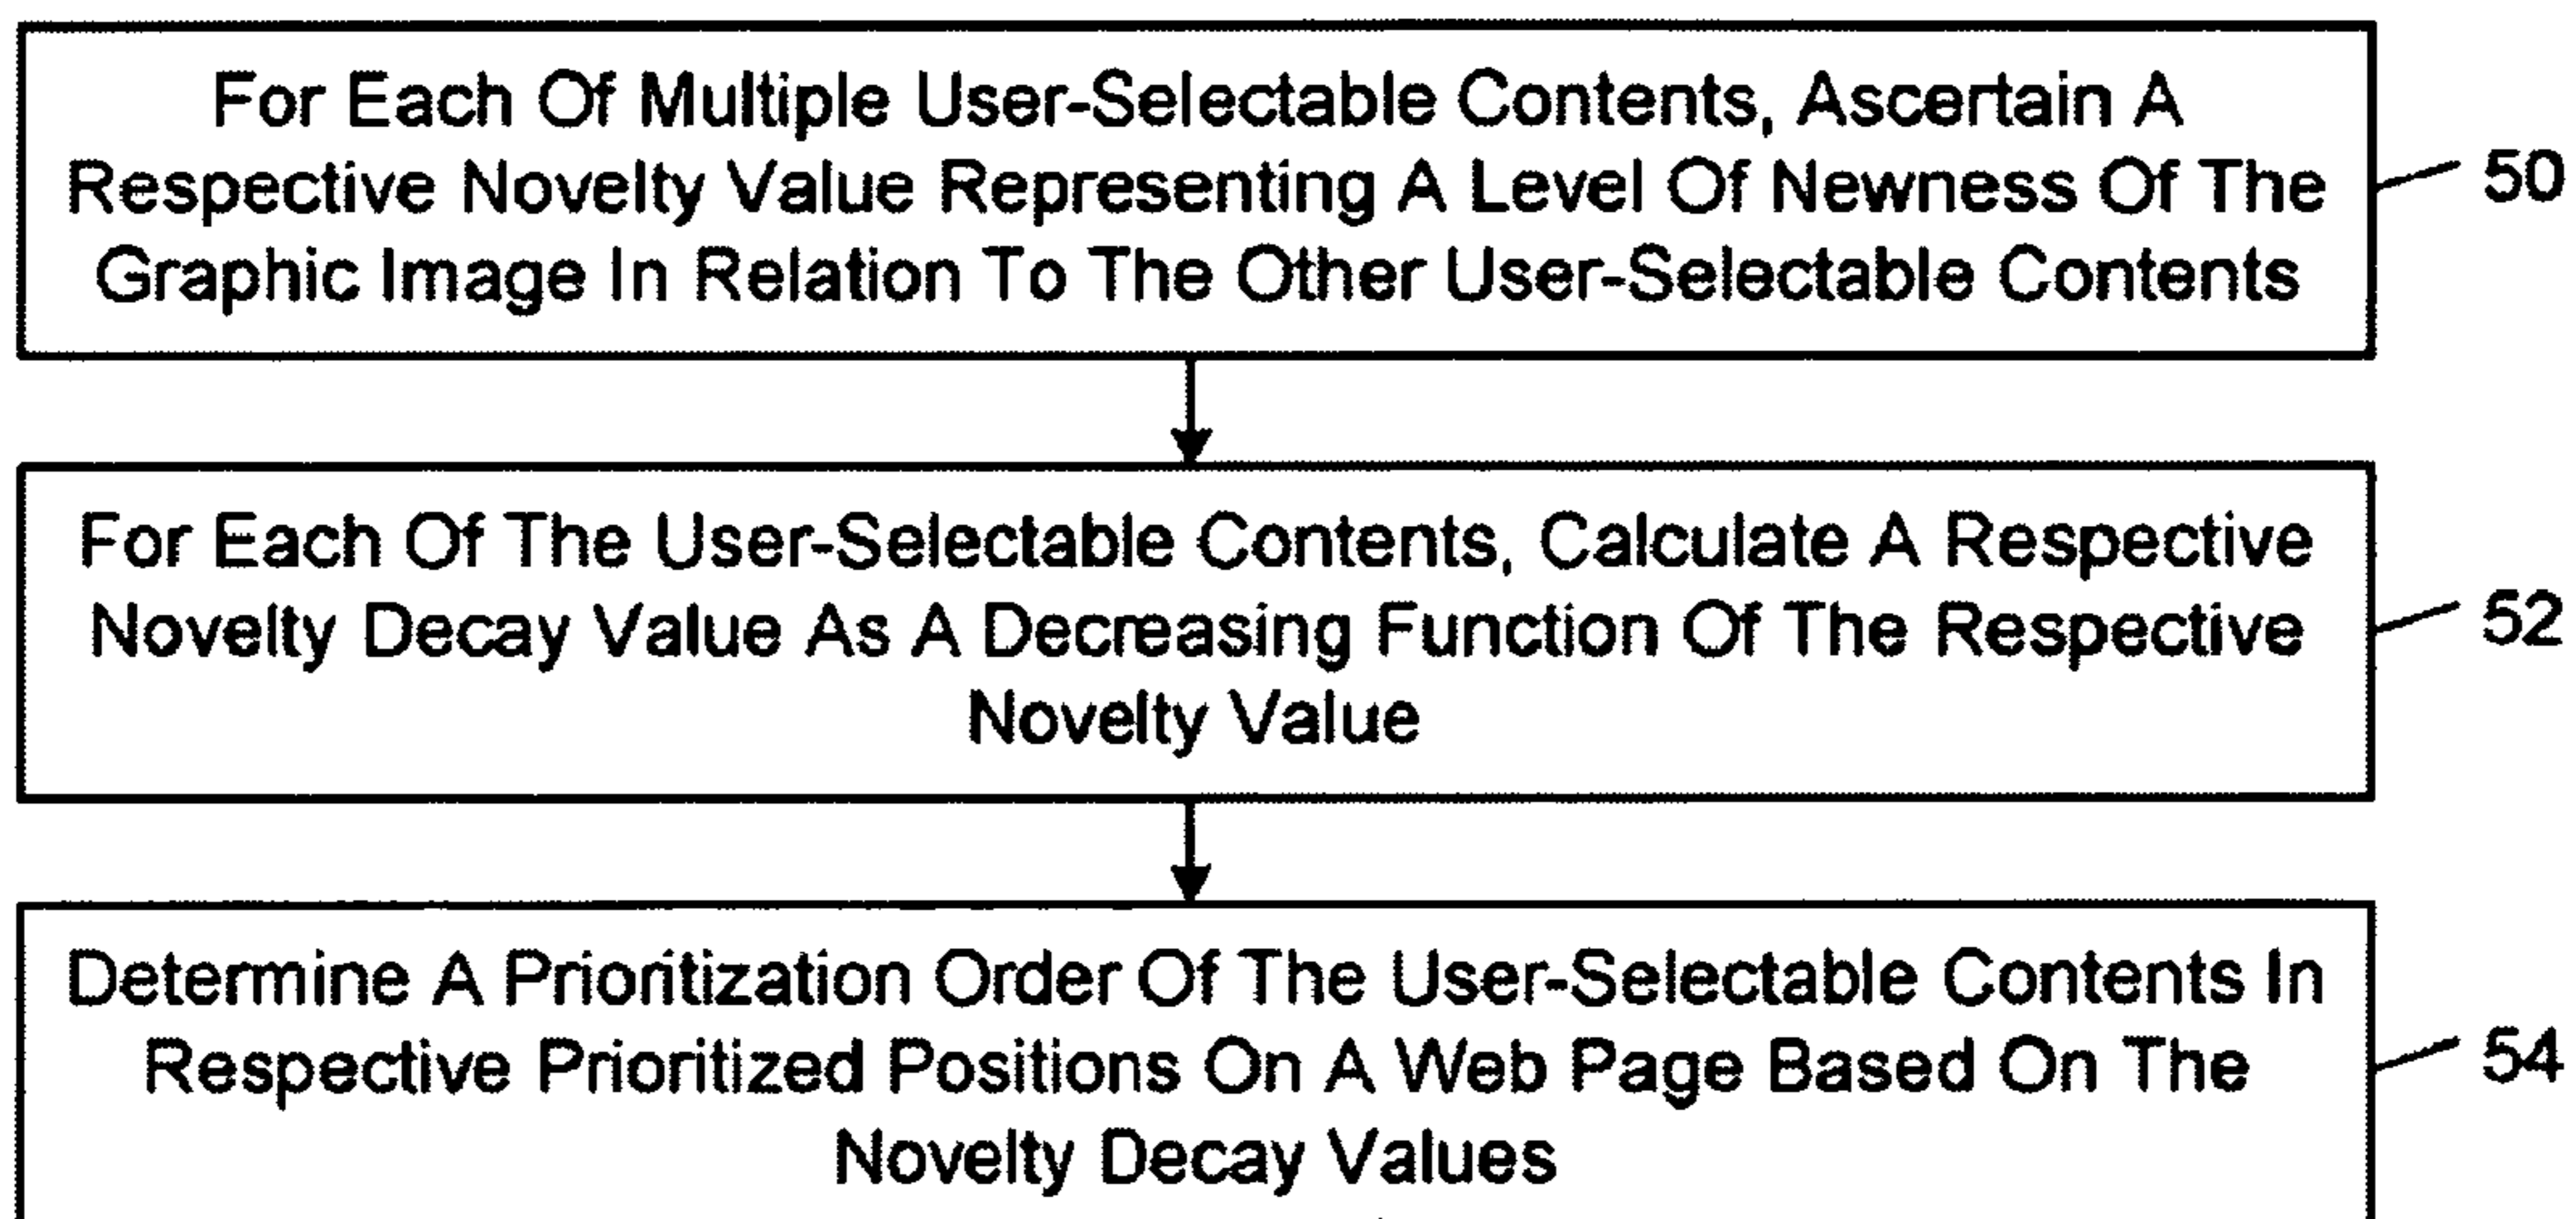 For Each Of Multiple User-Selectable Contents, Ascertain A
Respective Novelty Value Representing A Level Of Newness Of The
Graphic Image In Relation To The Other User-Selectable Contents
50
For Each Of The User-Selectable Contents, Calculate A Respective
Novelty Decay Value As A Decreasing Function Of The Respective
Novelty Value
52
Determine A Prioritization Order Of The User-Selectable Contents In
Respective Prioritized Positions On A Web Page Based On The
Novelty Decay Values
54